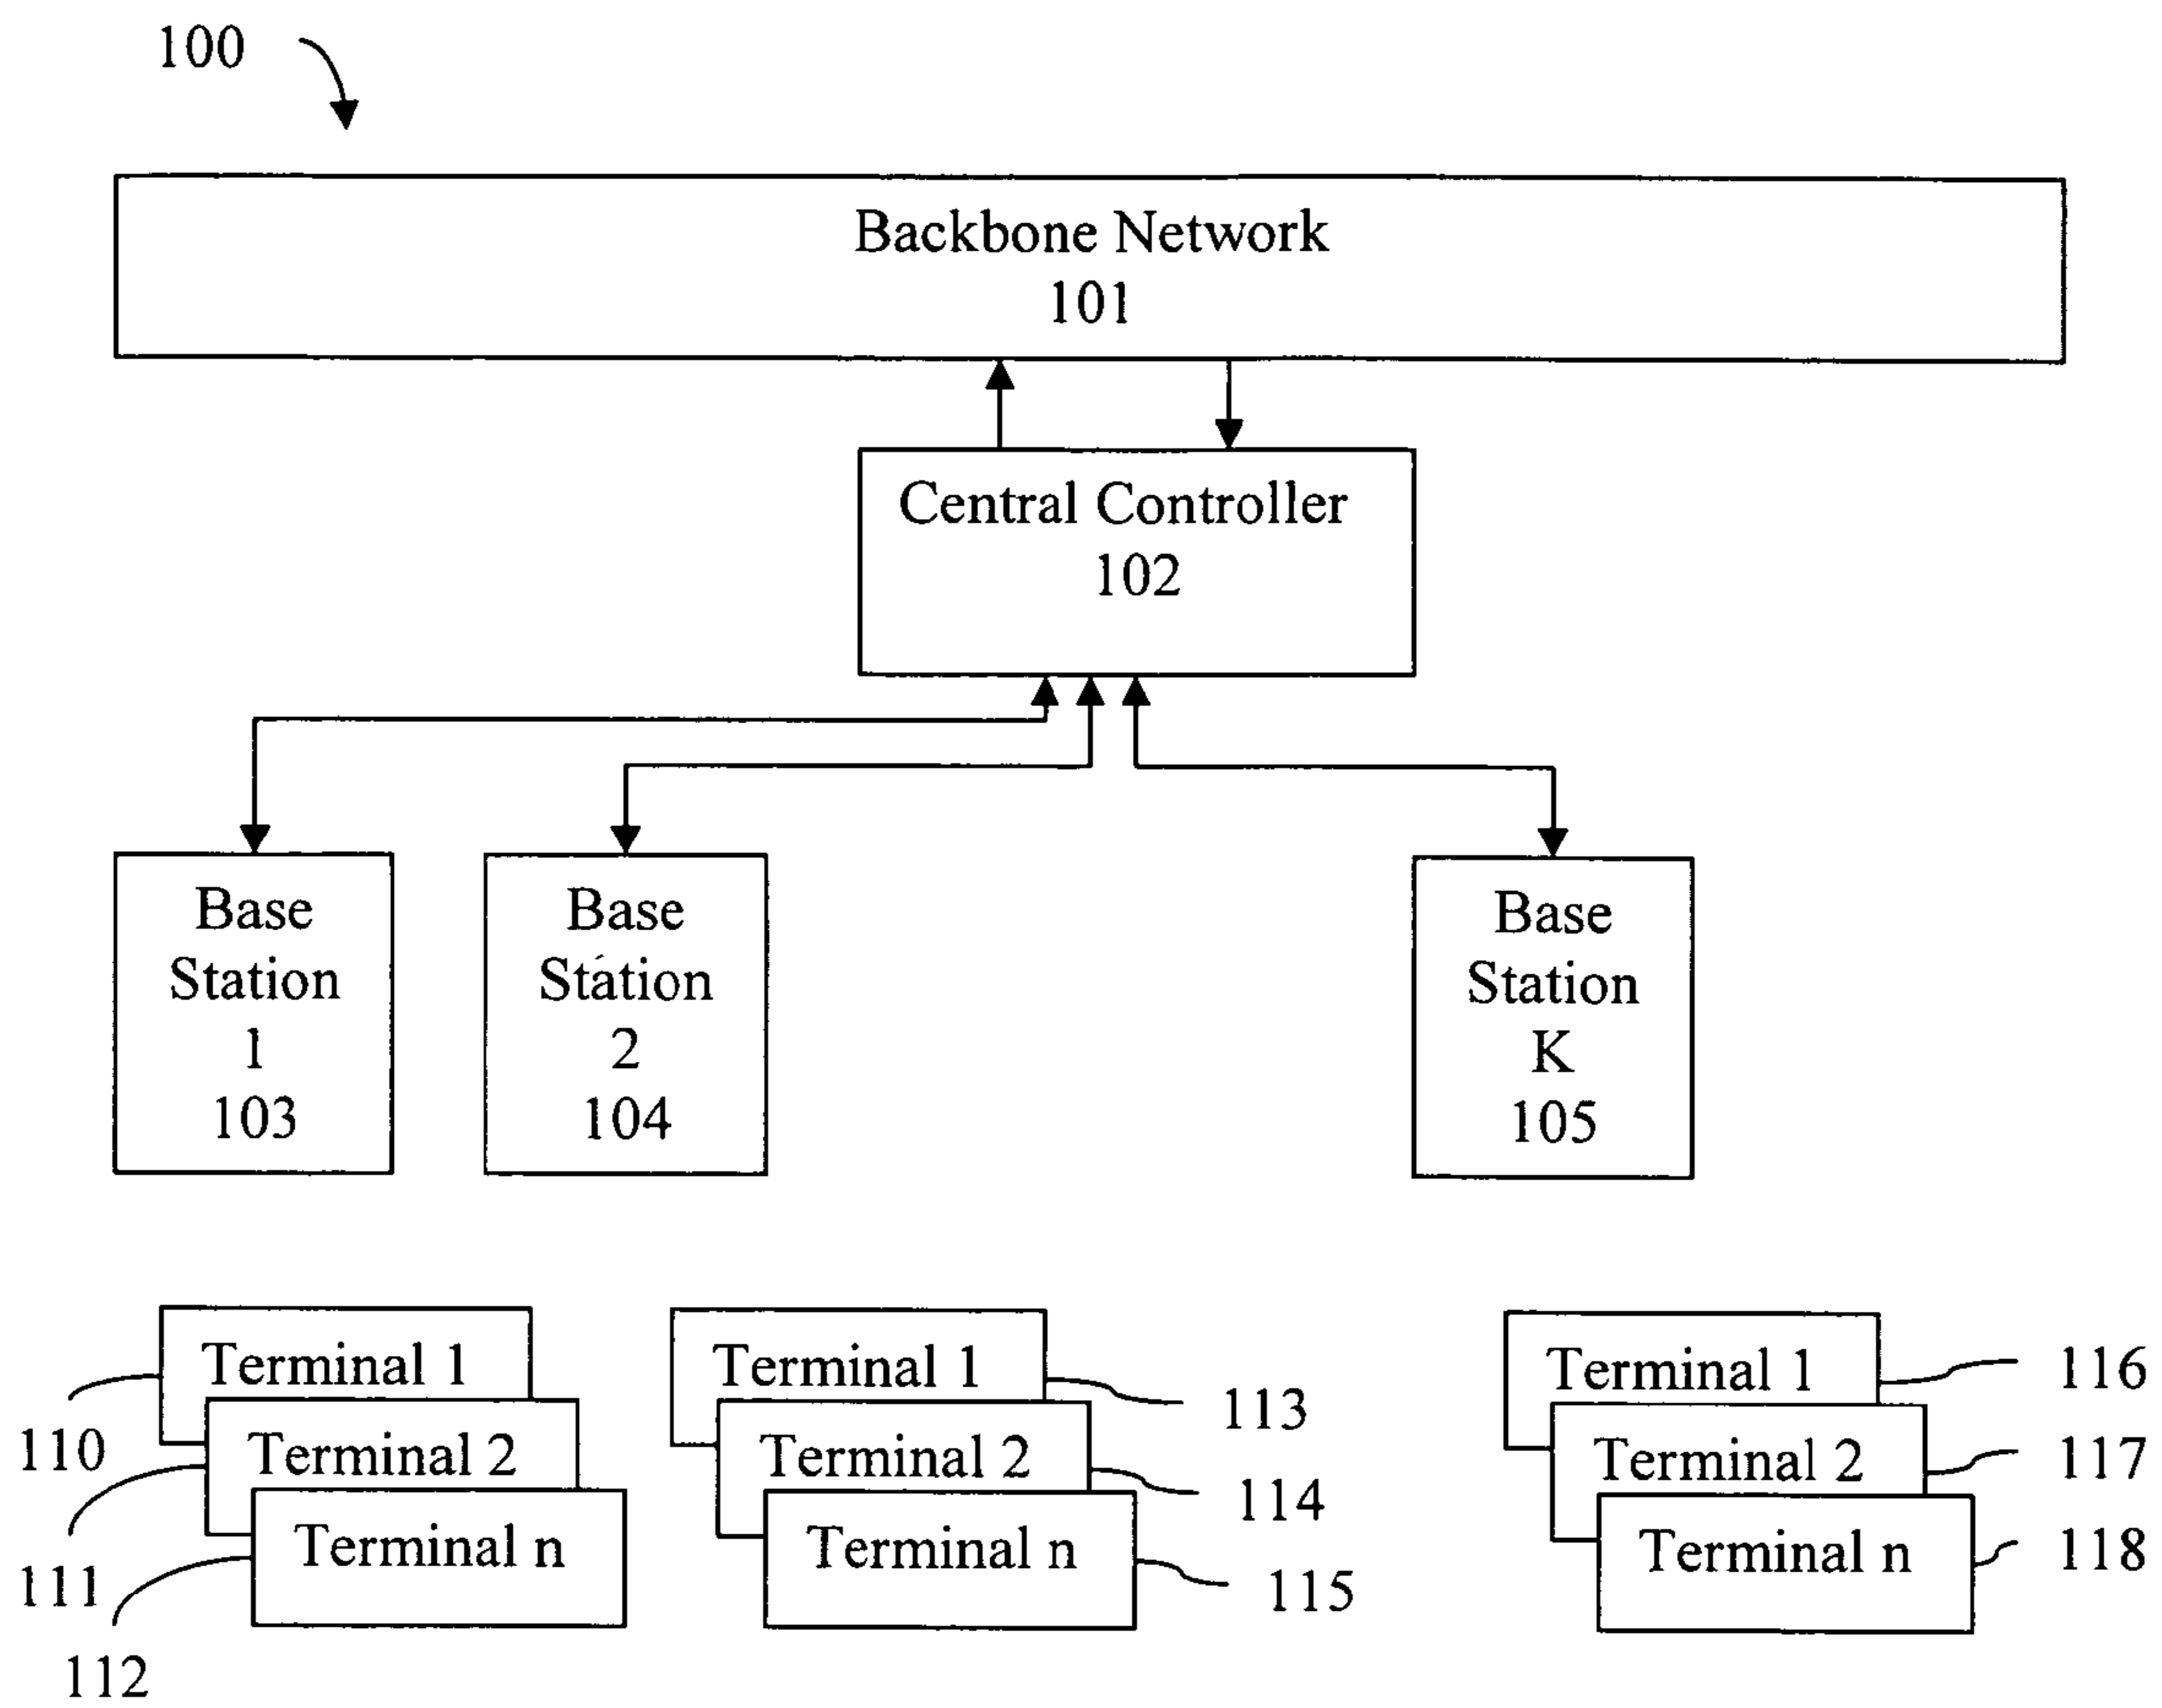 100
Backbone Network
101
Central Controller
102
Base
Station
1
103
Base
Station
2
104
Base
Station
K
105
Terminal 1
110
Terminal 2
111
Terminal n
112
Terminal 1
113
Terminal 2
114
Terminal n
115
Terminal 1
116
Terminal 2
117
Terminal n
118